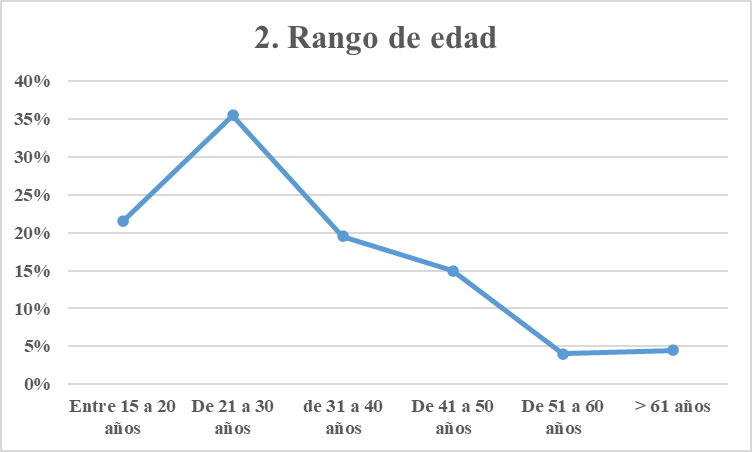 2. Rango de edad
40%
35%
30%
25%
20%
15%
10%
5%
0%
Entre 15 a 20 años
De 21 a 30 años
de 31 a 40 años
De 41 a 50 años
De 51 a 60 años
> 61 años